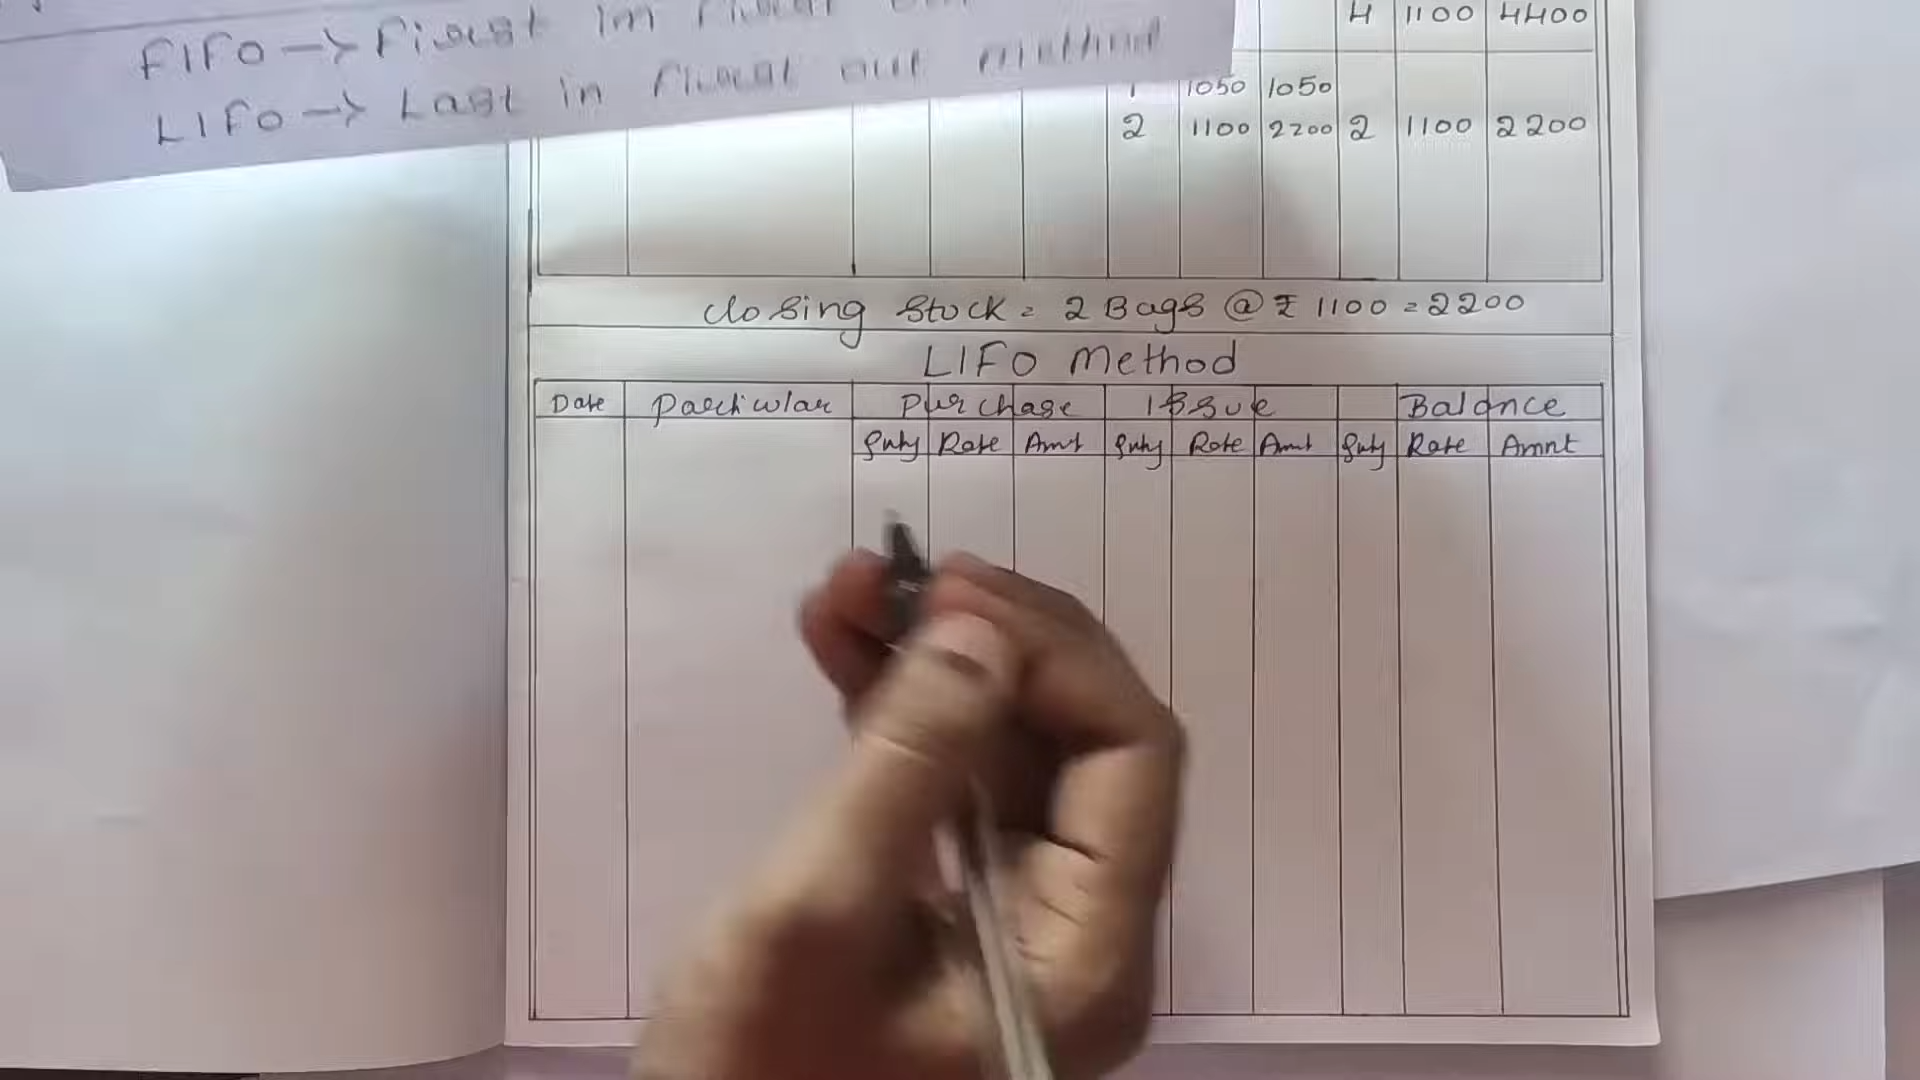 FIFO → First in First
LIFO → Last in First out method
4 1100 4400
1 1050 1050
2 1100 2200 2 1100 2200
Closing Stock = 2 Bags @ ₹ 1100 = 2200
LIFO Method
Date Particular Purchase Issue Balance
Qnty Rate Amt Qnty Rate Amt Qnty Rate Amnt